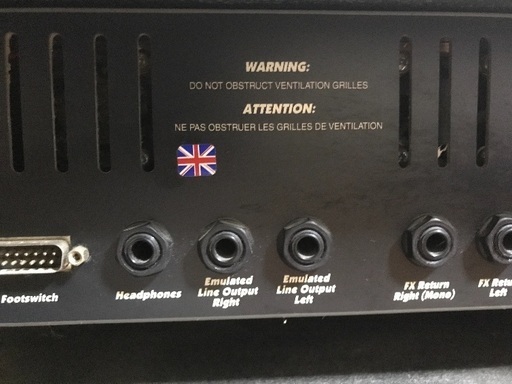 WARNING:
DO NOT OBSTRUCT VENTILATION GRILLES
ATTENTION:
NE PAS OBSTRUER LES GRILLES DE VENTILATION
Footswitch
Headphones
Emulated
Line Output
Right
Emulated
Line Output
Left
FX Return
Right (Mono)
FX
Left